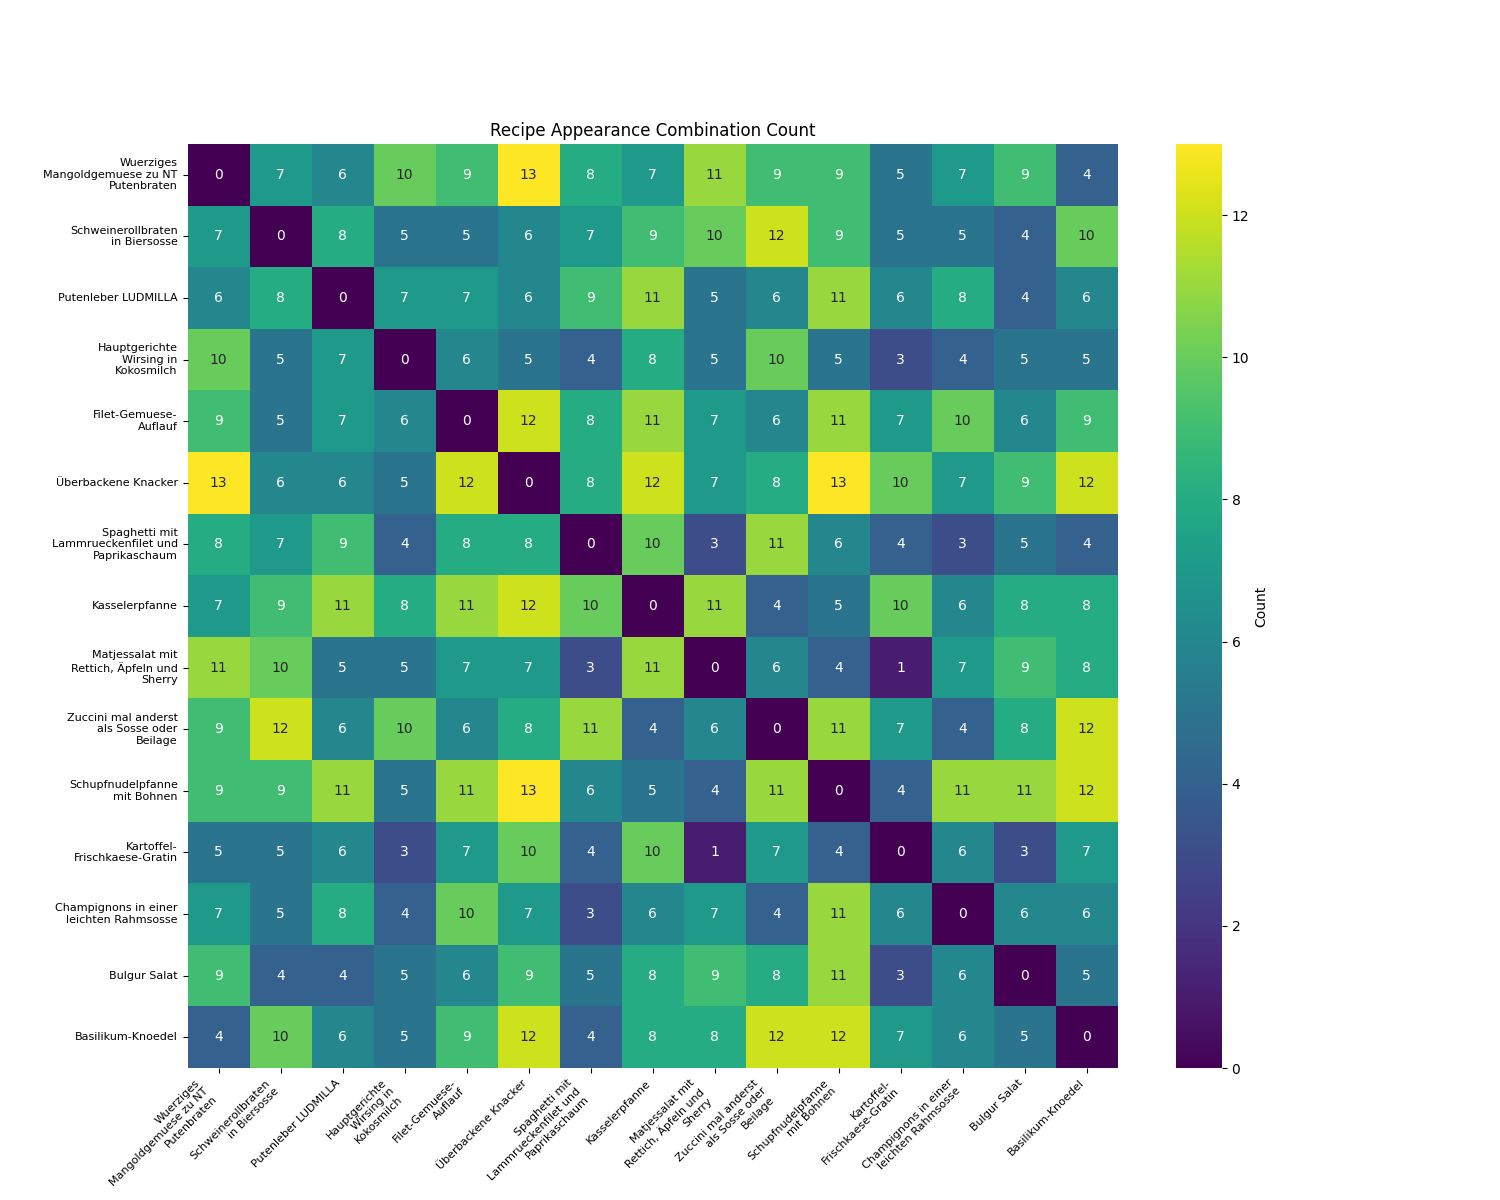 Recipe Appearance Combination Count
Wuerziges
Mangoldgemuese zu NT
Putenbraten
0 7 6 10 9 13 8 7 11 9 9 5 7 9 4
Schweinerollbraten
in Biersosse
7 0 8 5 5 6 7 9 10 12 9 5 5 4 10
Putenleber LUDMILLA
6 8 0 7 7 6 9 11 5 6 11 6 8 4 6
Hauptgerichte
Wirsing in
Kokosmilch
10 5 7 0 6 5 4 8 5 10 5 3 4 5 5
Filet-Gemuese-
Auflauf
9 5 7 6 0 12 8 11 7 6 11 7 10 6 9
Überbackene Knacker
13 6 6 5 12 0 8 12 7 8 13 10 7 9 12
Spaghetti mit
Lammrueckenfilet und
Paprikaschaum
8 7 9 4 8 8 0 10 3 11 6 4 3 5 4
Kasselerpfanne
7 9 11 8 11 12 10 0 11 4 5 10 6 8 8
Matjessalat mit
Rettich, Äpfeln und
Sherry
11 10 5 5 7 7 3 11 0 6 4 1 7 9 8
Zuccini mal anderst
als Sosse oder
Beilage
9 12 6 10 6 8 11 4 6 0 11 7 4 8 12
Schupfnudelpfanne
mit Bohnen
9 9 11 5 11 13 6 5 4 11 0 4 11 11 12
Kartoffel-
Frischkaese-Gratin
5 5 6 3 7 10 4 10 1 7 4 0 6 3 7
Champignons in einer
leichten Rahmsosse
7 5 8 4 10 7 3 6 7 4 11 6 0 6 6
Bulgur Salat
9 4 4 5 6 9 5 8 9 8 11 3 6 0 5
Basilikum-Knoedel
4 10 6 5 9 12 4 8 8 12 12 7 6 5 0
Wuerziges
Mangoldgemuese zu NT
Putenbraten
Schweinerollbraten
in Biersosse
Putenleber LUDMILLA
Hauptgerichte
Wirsing in
Kokosmilch
Filet-Gemuese-
Auflauf
Überbackene Knacker
Spaghetti mit
Lammrueckenfilet und
Paprikaschaum
Kasselerpfanne
Matjessalat mit
Rettich, Äpfeln und
Sherry
Zuccini mal anderst
als Sosse oder
Beilage
Schupfnudelpfanne
mit Bohnen
Kartoffel-
Frischkaese-Gratin
Champignons in einer
leichten Rahmsosse
Bulgur Salat
Basilikum-Knoedel
12
10
8
6
4
2
0
Count